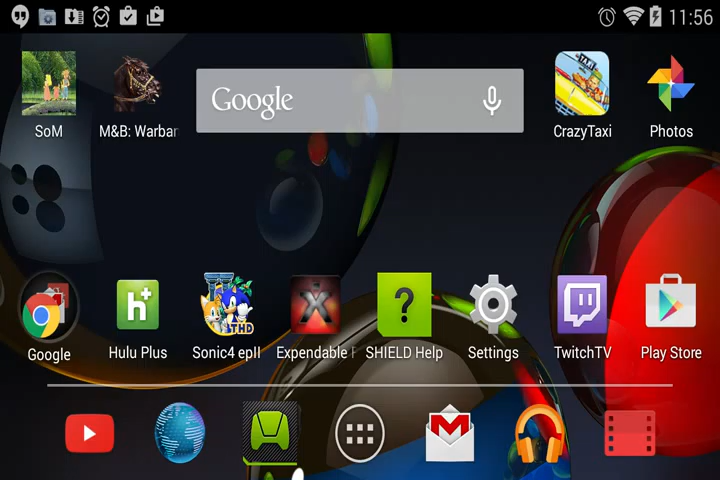 11:56
Google
SoM
M&B: Warbar
CrazyTaxi
Photos
Google
Hulu Plus
Sonic4 epII
Expendable
SHIELD Help
Settings
TwitchTV
Play Store
h+
THD
?